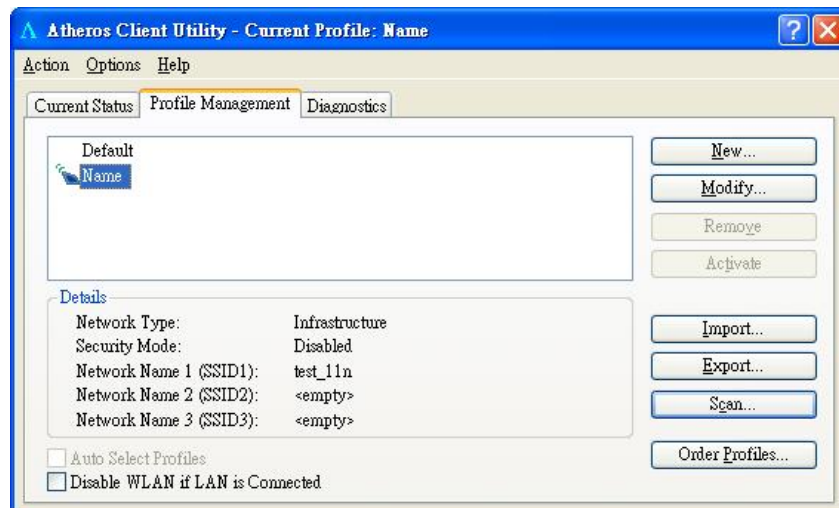 Atheros Client Utility - Current Profile: Name
Action Options Help
Current Status Profile Management Diagnostics
Default
Name
New...
Modify...
Remove
Activate
Details
Network Type: Infrastructure
Security Mode: Disabled
Network Name 1 (SSID1): test_11n
Network Name 2 (SSID2): <empty>
Network Name 3 (SSID3): <empty>
Import...
Export...
Scan...
Order Profiles...
Auto Select Profiles
Disable WLAN if LAN is Connected